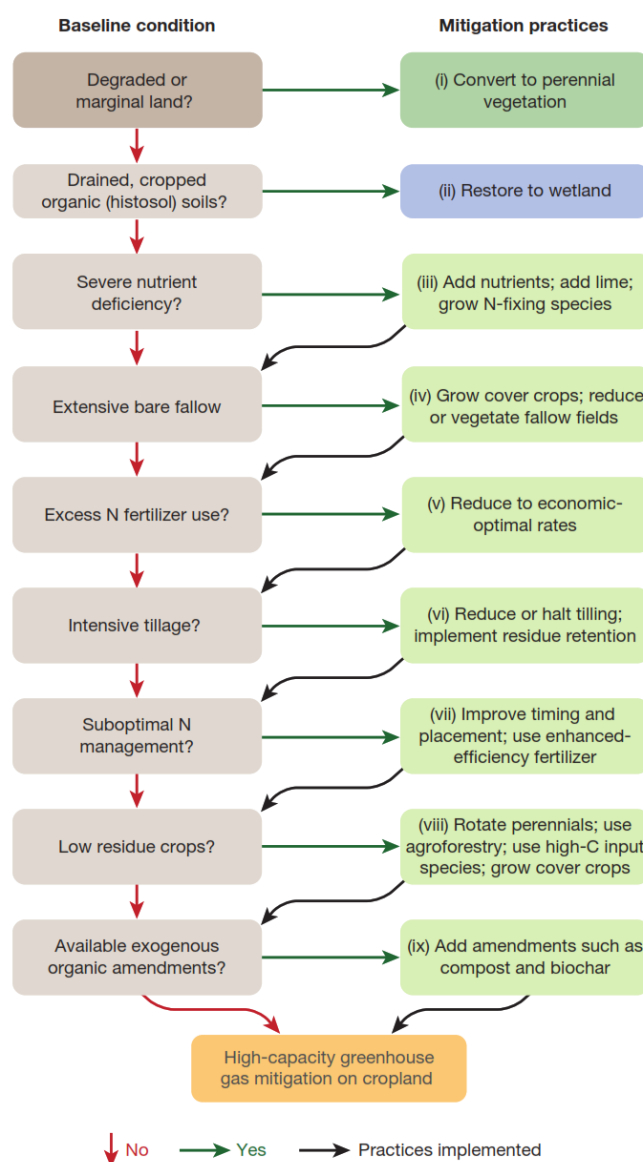 Baseline condition
Mitigation practices
Degraded or
marginal land?
(i) Convert to perennial
vegetation
Drained, cropped
organic (histosol) soils?
(ii) Restore to wetland
Severe nutrient
deficiency?
(iii) Add nutrients; add lime;
grow N-fixing species
Extensive bare fallow
(iv) Grow cover crops; reduce
or vegetate fallow fields
Excess N fertilizer use?
(v) Reduce to economic-
optimal rates
Intensive tillage?
(vi) Reduce or halt tilling;
implement residue retention
Suboptimal N
management?
(vii) Improve timing and
placement; use enhanced-
efficiency fertilizer
Low residue crops?
(viii) Rotate perennials; use
agroforestry; use high-C input
species; grow cover crops
Available exogenous
organic amendments?
(ix) Add amendments such as
compost and biochar
High-capacity greenhouse
gas mitigation on cropland
No
Yes
Practices implemented